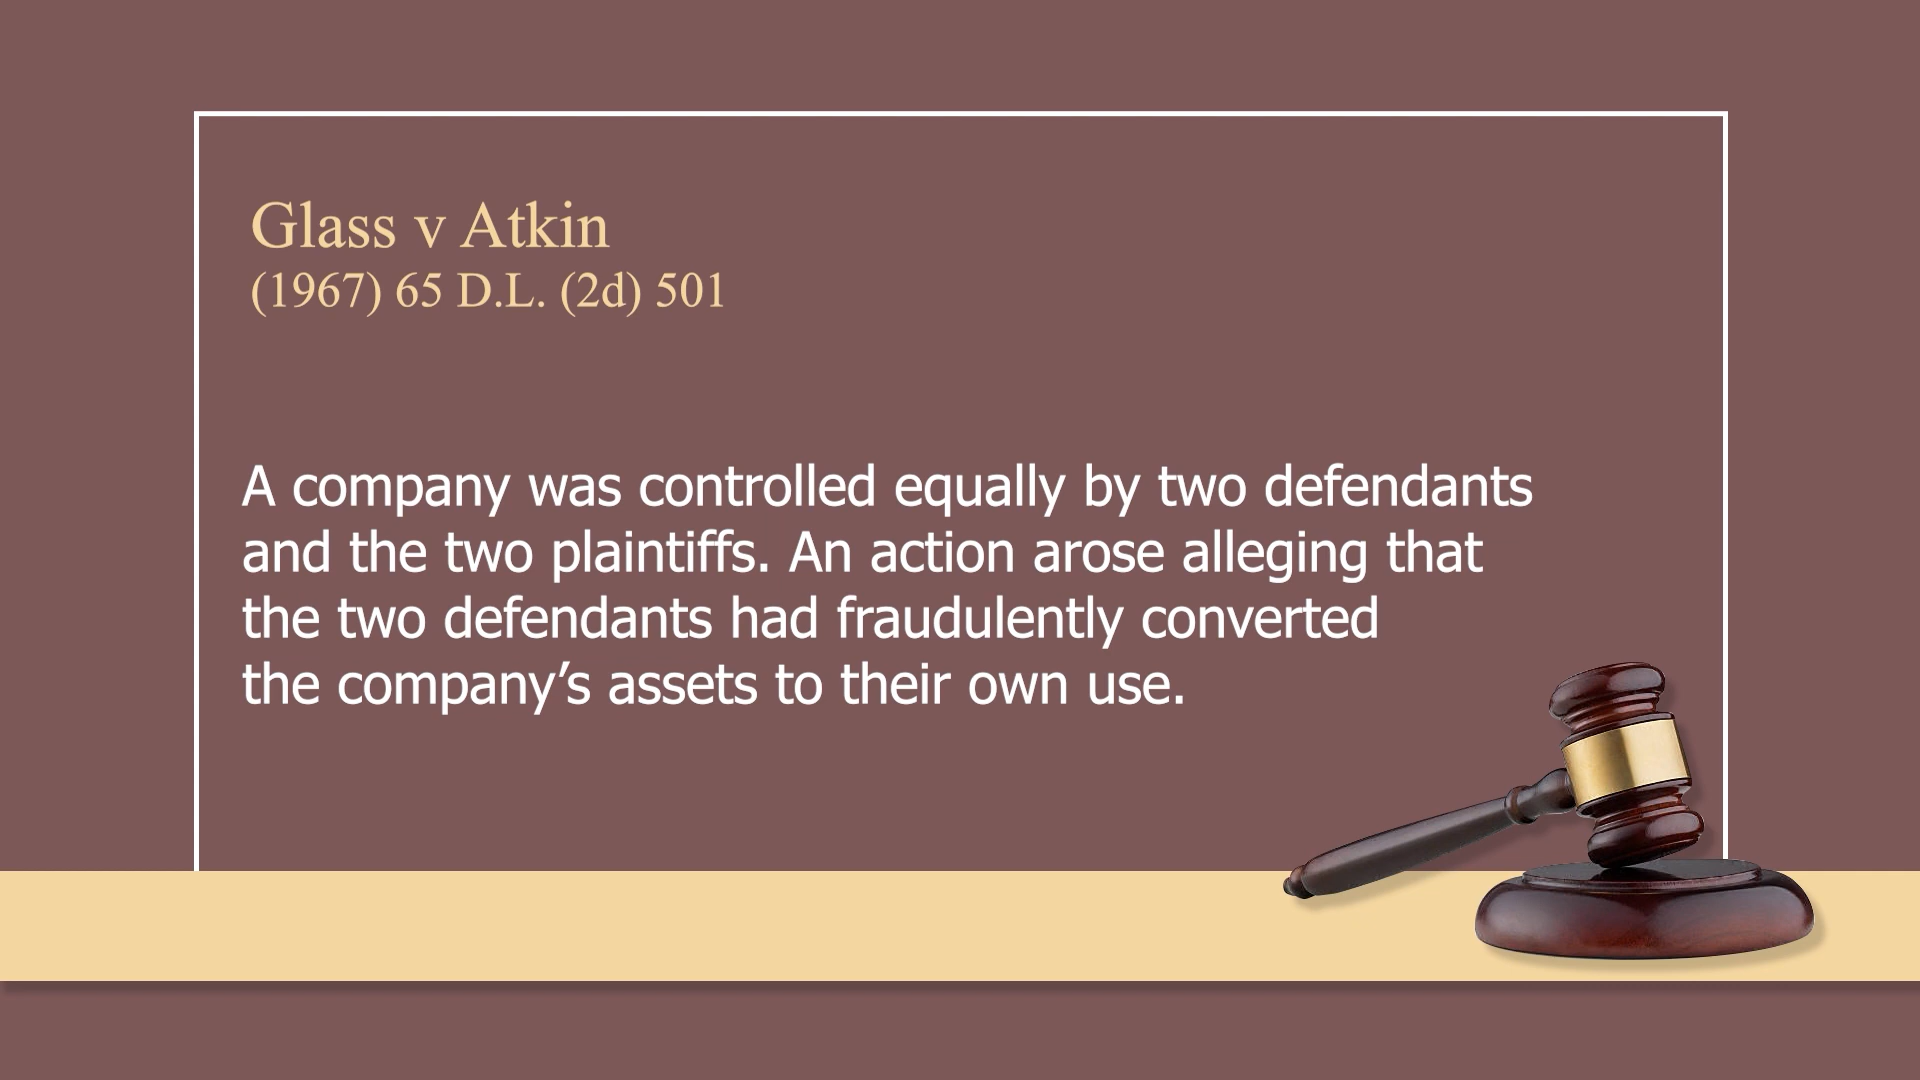 Glass v Atkin
(1967) 65 D.L. (2d) 501
A company was controlled equally by two defendants
and the two plaintiffs. An action arose alleging that
the two defendants had fraudulently converted
the company’s assets to their own use.